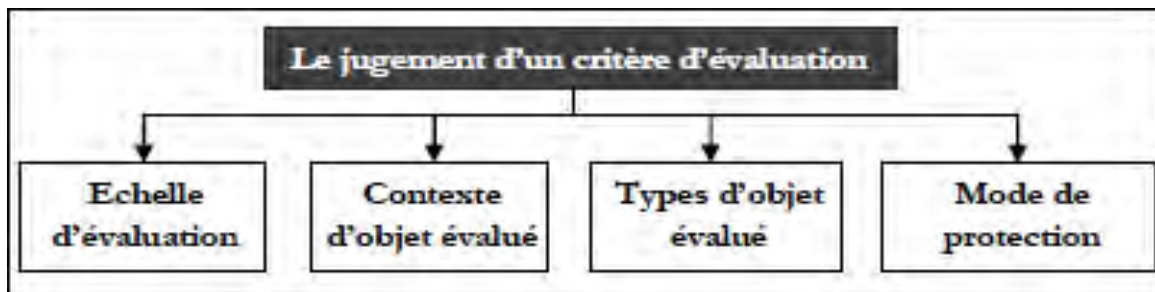 Le jugement d'un critère d'évaluation
Echelle
d'évaluation
Contexte
d'objet évalué
Types d'objet
évalué
Mode de
protection